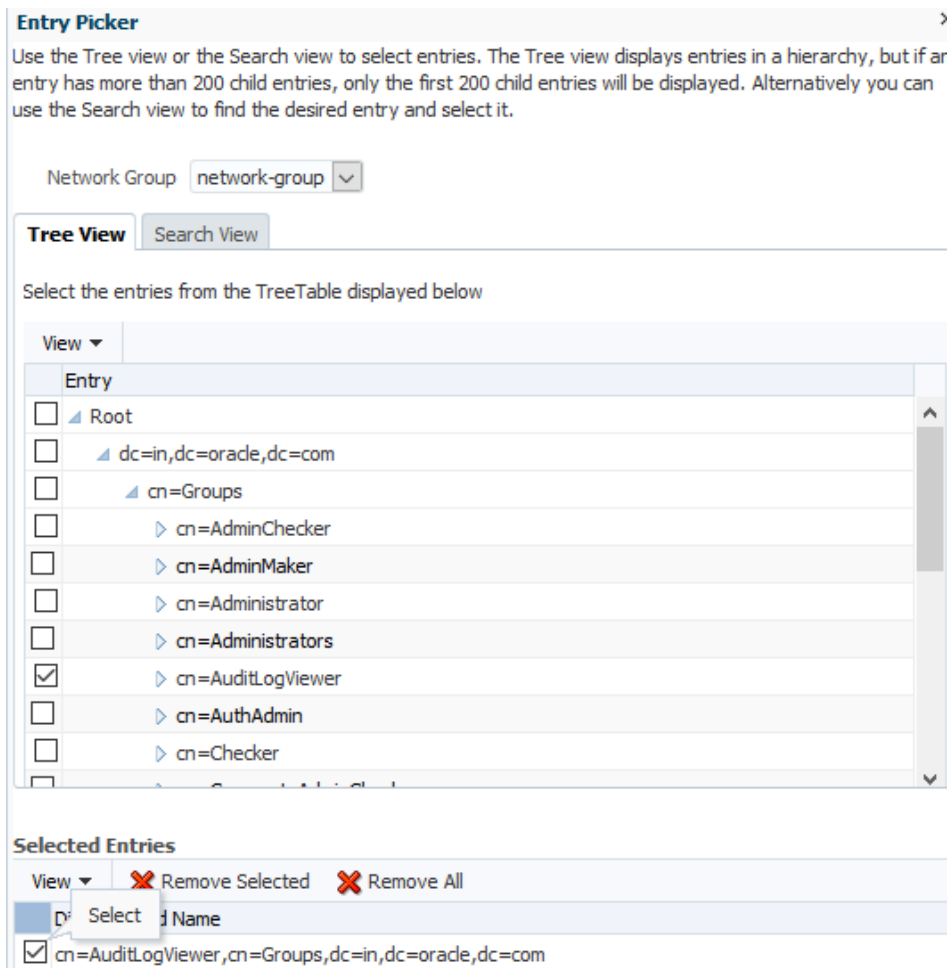 Entry Picker
Use the Tree view or the Search view to select entries. The Tree view displays entries in a hierarchy, but if an
entry has more than 200 child entries, only the first 200 child entries will be displayed. Alternatively you can
use the Search view to find the desired entry and select it.
Network Group network-group
Tree View Search View
Select the entries from the TreeTable displayed below
View
Entry
Root
dc=in,dc=oracle,dc=com
cn=Groups
cn=AdminChecker
cn=AdminMaker
cn=Administrator
cn=Administrators
cn=AuditLogViewer
cn=AuthAdmin
cn=Checker
Selected Entries
View Remove Selected Remove All
Select Name
cn=AuditLogViewer,cn=Groups,dc=in,dc=oracle,dc=com